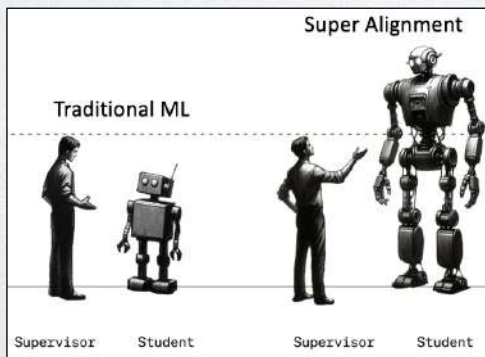 Super Alignment
Traditional ML
Supervisor Student Supervisor Student